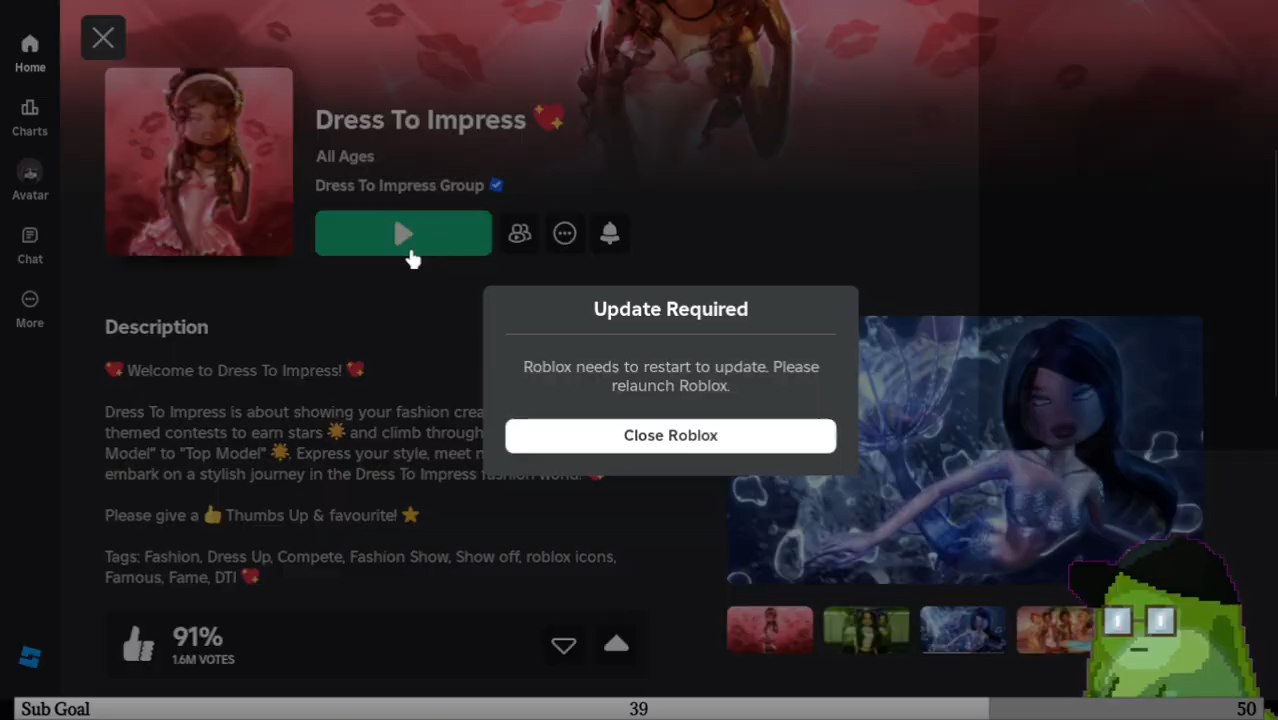 Home
Charts
Avatar
Chat
More
Dress To Impress 💖
All Ages
Dress To Impress Group
Update Required
Roblox needs to restart to update. Please
relaunch Roblox.
Close Roblox
Description
💖 Welcome to Dress To Impress! 💖
Dress To Impress is about showing your fashion
themed contests to earn stars 🌟 and climb through
Model" to "Top Model" 🌟. Express your style, meet
embark on a stylish journey in the Dress To Impress fashion world.
Please give a 👍 Thumbs Up & favourite! ⭐
Tags: Fashion, Dress Up, Compete, Fashion Show, Show off, roblox icons,
Famous, Fame, DTI 💖
91%
1.6M VOTES
Sub Goal 39 50